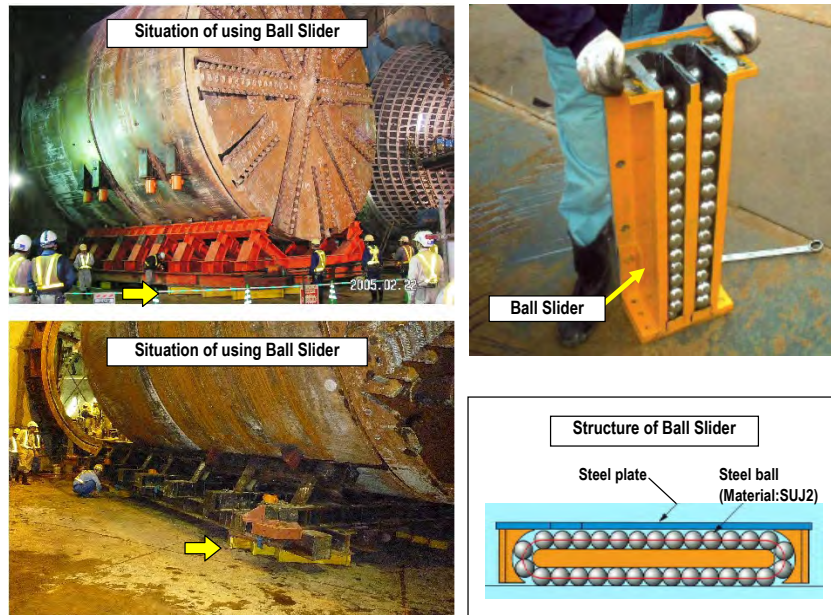 Situation of using Ball Slider
2005.02.22
Situation of using Ball Slider
Ball Slider
Structure of Ball Slider
Steel plate
Steel ball
(Material:SUJ2)